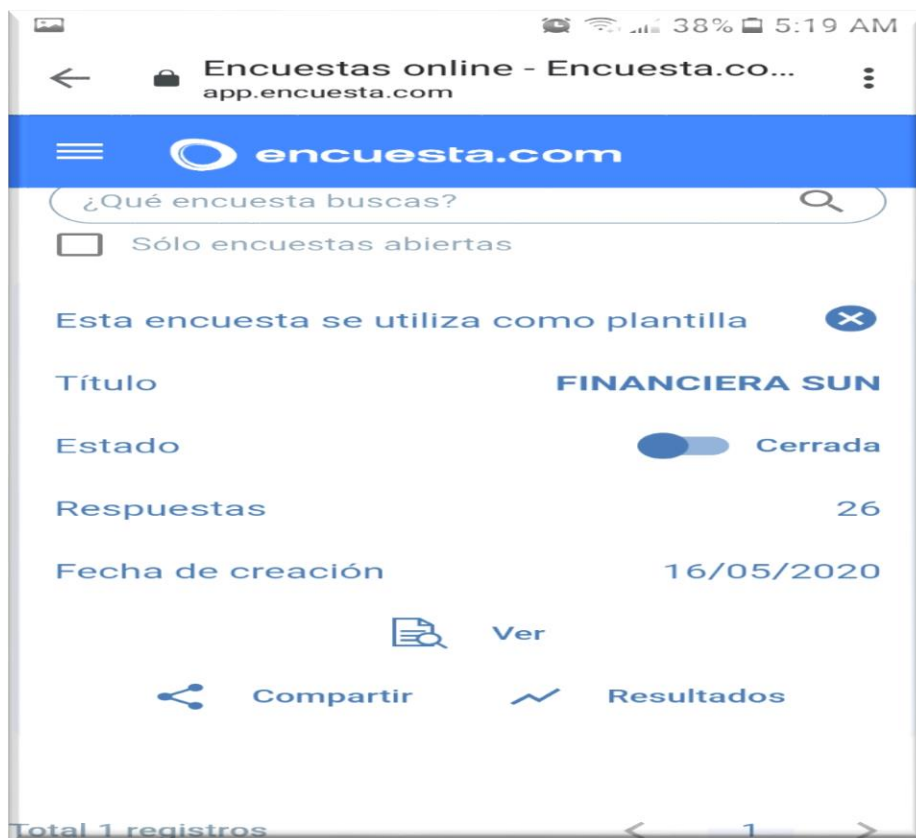 38% 5:19 AM
Encuestas online - Encuesta.co...
app.encuesta.com
encuesta.com
¿Qué encuesta buscas?
Sólo encuestas abiertas
Esta encuesta se utiliza como plantilla
Título FINANCIERA SUN
Estado Cerrada
Respuestas 26
Fecha de creación 16/05/2020
Ver
Compartir Resultados
Total 1 registros < 1 >